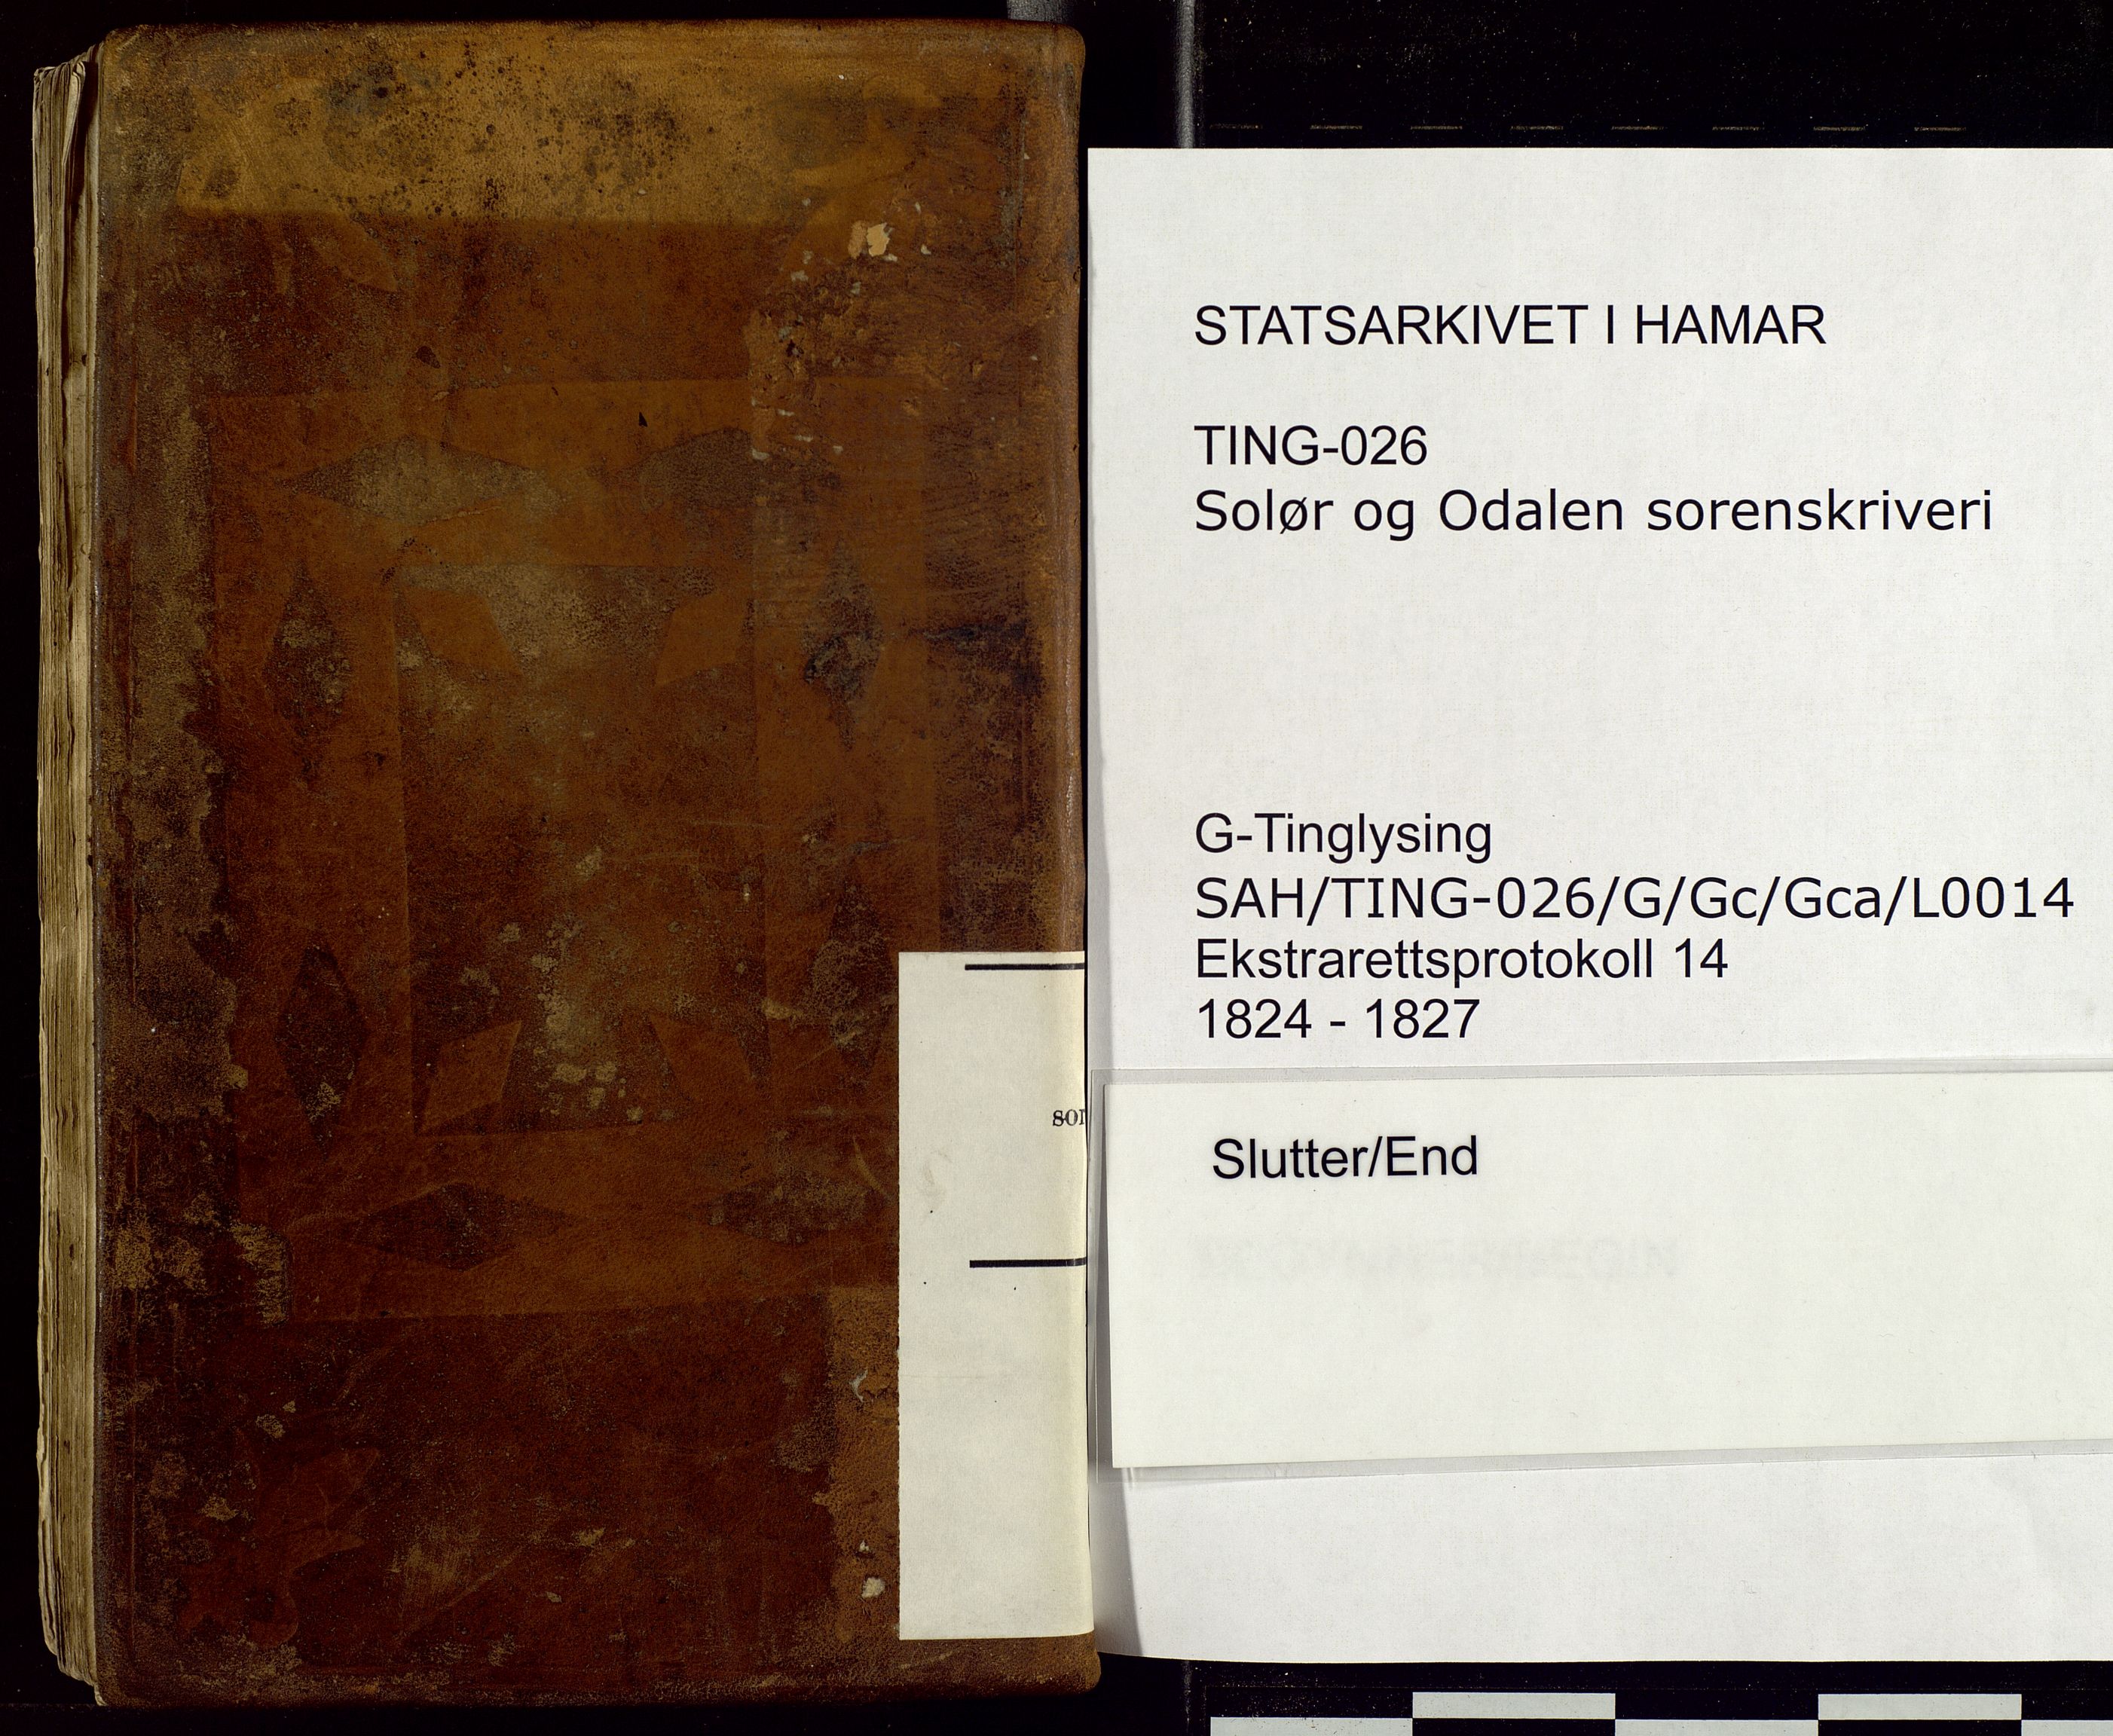 STATSARKIVET I HAMAR
TING-026
Solør og Odalen sorenskriveri
G-Tinglysing
SAH/TING-026/G/Gc/Gca/L0014
Ekstrarettsprotokoll 14
1824 - 1827
Slutter/End